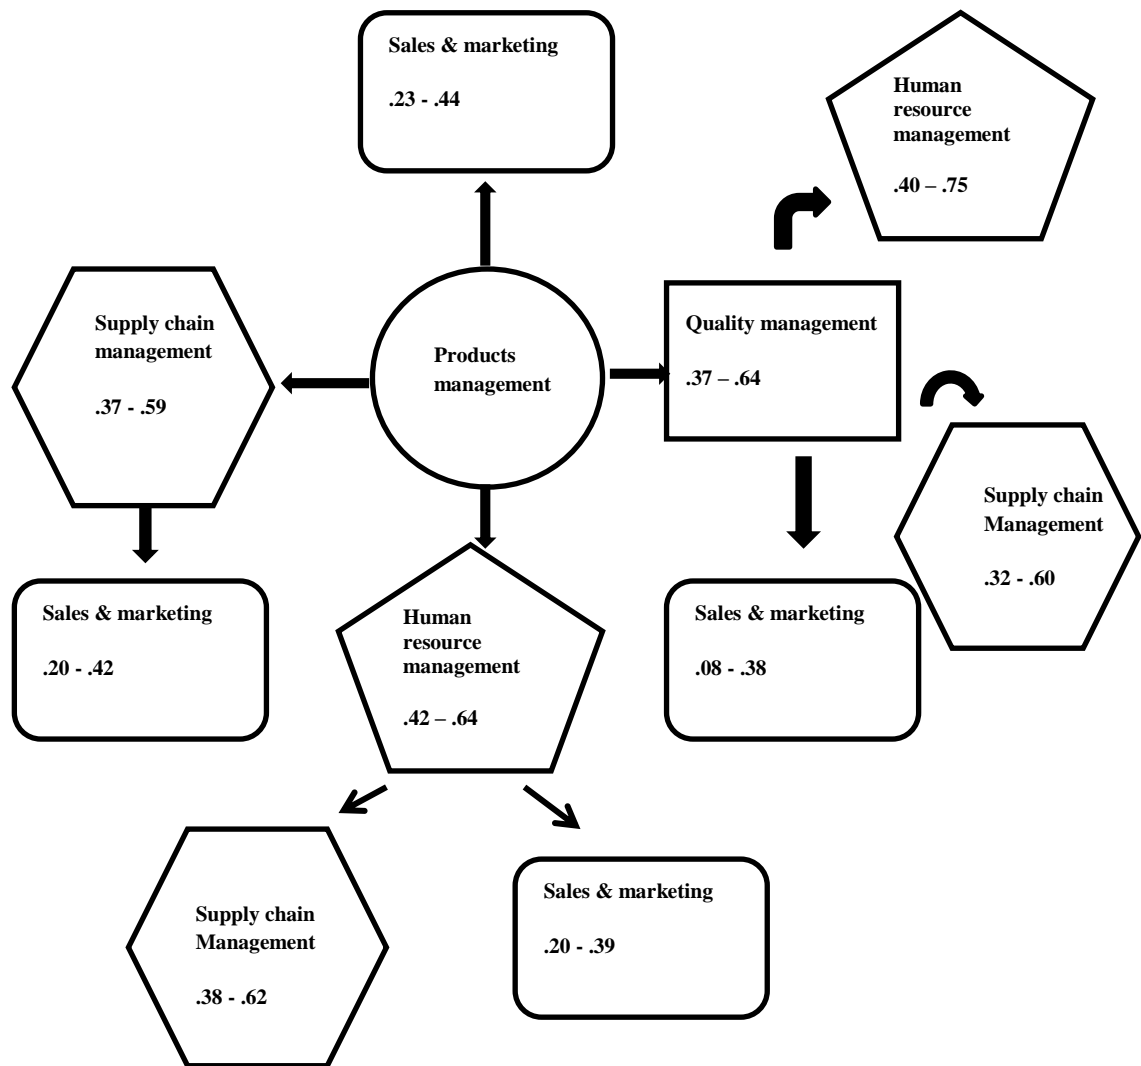 Sales & marketing
.23 - .44
Human
resource
management
.40 – .75
Supply chain
management
.37 - .59
Products
management
Quality management
.37 – .64
Supply chain
Management
.32 - .60
Sales & marketing
.20 - .42
Human
resource
management
.42 – .64
Sales & marketing
.08 - .38
Supply chain
Management
.38 - .62
Sales & marketing
.20 - .39